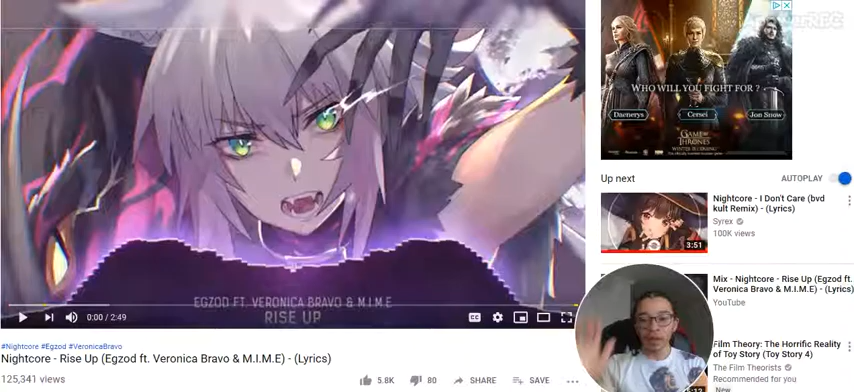 EGZOD FT. VERONICA BRAVO & M.I.M.E
RISE UP
0:00 / 2:49
CC
#Nightcore #Egzod #VeronicaBravo
Nightcore - Rise Up (Egzod ft. Veronica Bravo & M.I.M.E) - (Lyrics)
125,341 views
5.8K
80
SHARE
SAVE
WHO WILL YOU FIGHT FOR ?
Daenerys
Cersei
Jon Snow
GAME OF THRONES
WINTER IS COMING
Up next
AUTOPLAY
3:51
Nightcore - I Don't Care (bvd
kult Remix) - (Lyrics)
Syrex
100K views
Mix - Nightcore - Rise Up (Egzod ft.
Veronica Bravo & M.I.M.E) - (Lyrics)
YouTube
Film Theory: The Horrific Reality
of Toy Story (Toy Story 4)
The Film Theorists
Recommended for you
New